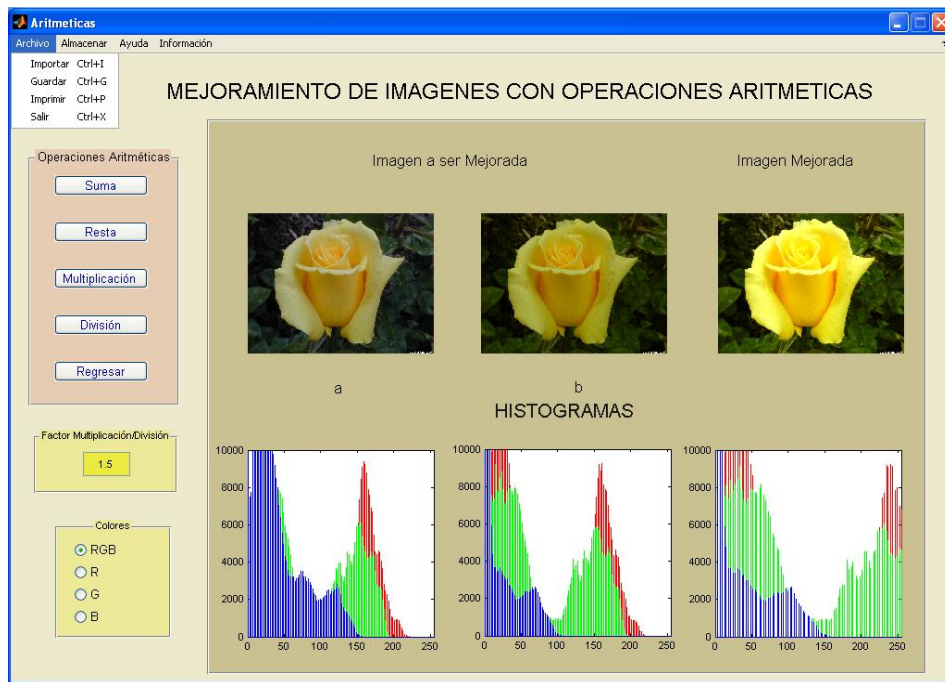 Aritmeticas
Archivo Almacenar Ayuda Información
Importar Ctrl+I
Guardar Ctrl+G
Imprimir Ctrl+P
Salir Ctrl+X
MEJORAMIENTO DE IMAGENES CON OPERACIONES ARITMETICAS
Operaciones Aritméticas
Suma
Resta
Multiplicación
División
Regresar
Factor Multiplicación/División
1.5
Colores
RGB
R
G
B
Imagen a ser Mejorada
Imagen Mejorada
a
b
HISTOGRAMAS
10000
8000
6000
4000
2000
0
0 50 100 150 200 250
10000
8000
6000
4000
2000
0
0 50 100 150 200 250
10000
8000
6000
4000
2000
0
0 50 100 150 200 250